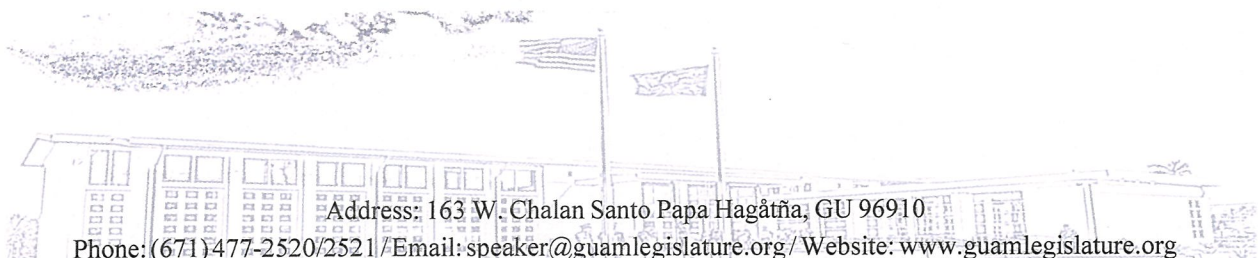 Address: 163 W. Chalan Santo Papa Hagåtña, GU 96910
Phone: (671) 477-2520/2521 / Email: speaker@guamlegislature.org / Website: www.guamlegislature.org